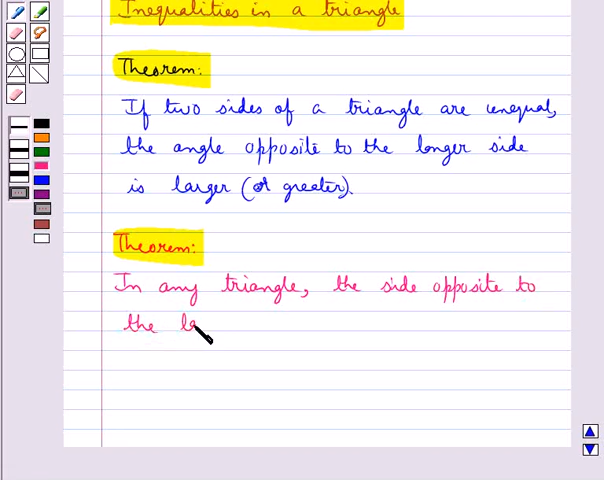 Inequalities in a triangle
Theorem:
If two sides of a triangle are unequal,
the angle opposite to the longer side
is larger (or greater).
Theorem:
In any triangle, the side opposite to
the la